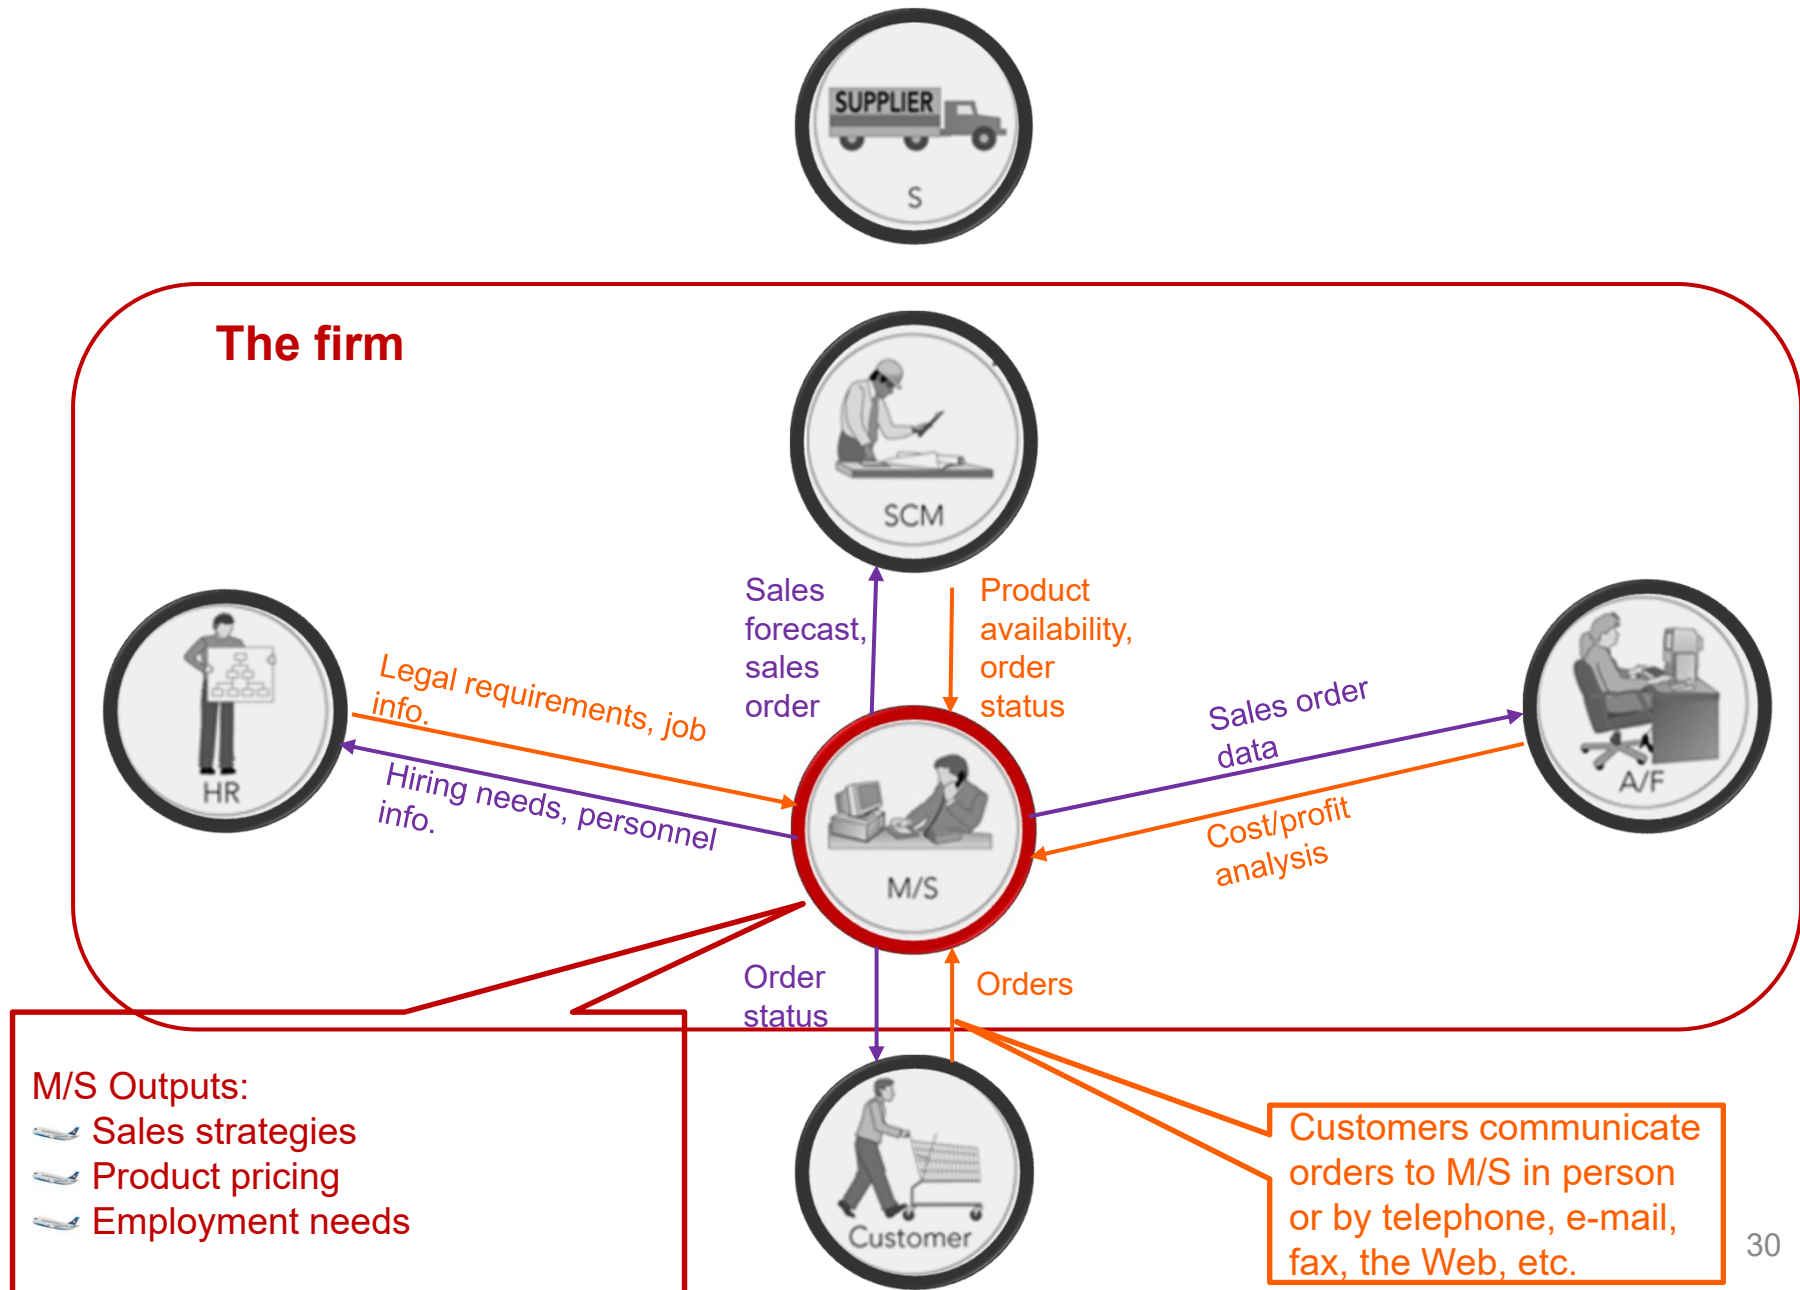 SUPPLIER
S
The firm
SCM
Sales
forecast,
sales
order
Product
availability,
order
status
HR
Legal requirements, job
info.
Hiring needs, personnel
info.
M/S
Sales order
data
Cost/profit
analysis
A/F
Order
status
Orders
M/S Outputs:
Sales strategies
Product pricing
Employment needs
Customer
Customers communicate
orders to M/S in person
or by telephone, e-mail,
fax, the Web, etc.
30